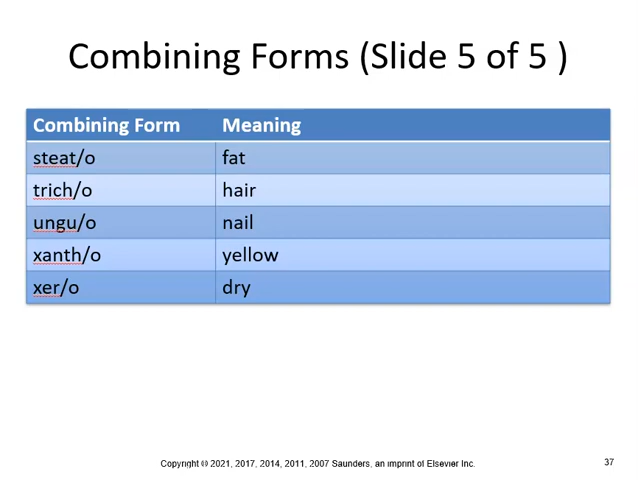 Combining Forms (Slide 5 of 5 )
Combining Form Meaning
steat/o fat
trich/o hair
ungu/o nail
xanth/o yellow
xer/o dry
Copyright © 2021, 2017, 2014, 2011, 2007 Saunders, an imprint of Elsevier Inc.
37